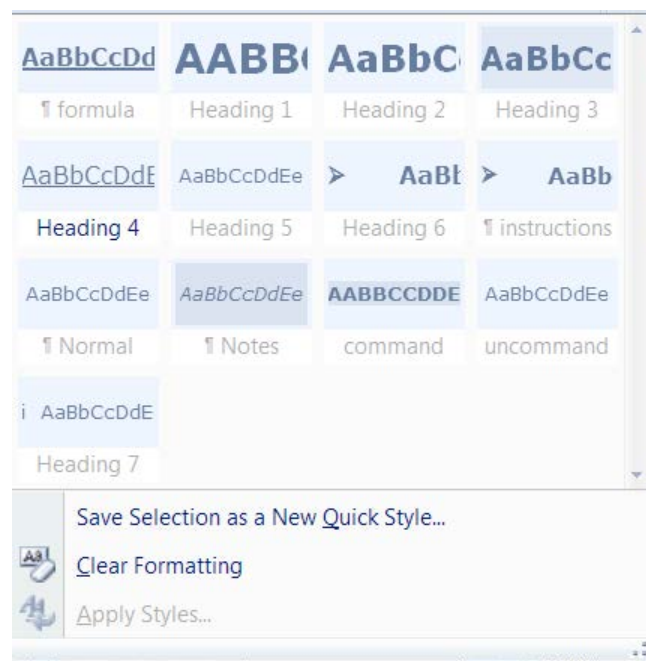 AaBbCcDd AABB AaBbC AaBbCc
¶ formula Heading 1 Heading 2 Heading 3
AaBbCcDdE AaBbCcDdEe ➢ AaBb ➢ AaBb
Heading 4 Heading 5 Heading 6 ¶ instructions
AaBbCcDdEe AaBbCcDdEe AABBCCDDE AaBbCcDdEe
¶ Normal ¶ Notes command uncommand
i AaBbCcDdE
Heading 7
Save Selection as a New Quick Style...
Clear Formatting
Apply Styles...